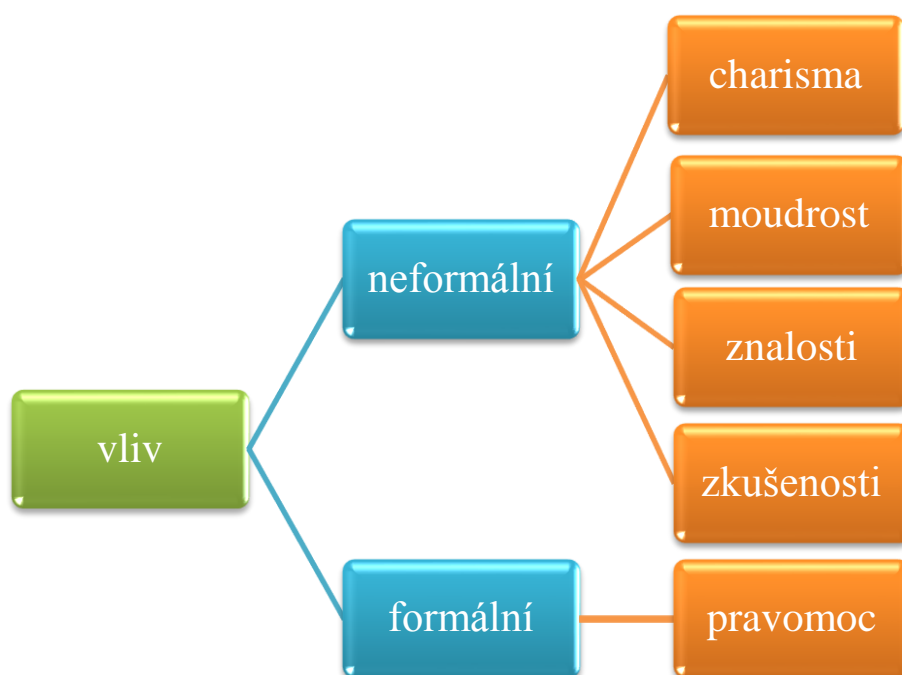 vliv
neformální
charisma
moudrost
znalosti
zkušenosti
formální
pravomoc